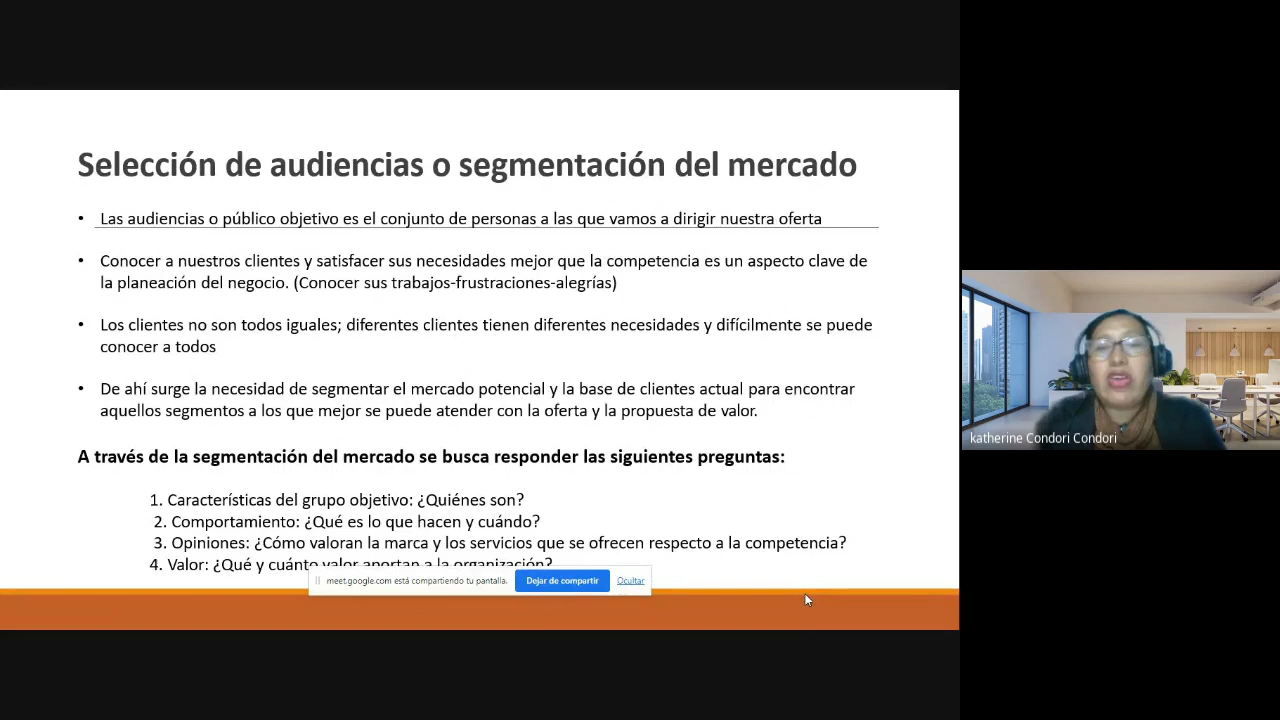 Selección de audiencias o segmentación del mercado
• Las audiencias o público objetivo es el conjunto de personas a las que vamos a dirigir nuestra oferta
• Conocer a nuestros clientes y satisfacer sus necesidades mejor que la competencia es un aspecto clave de
la planeación del negocio. (Conocer sus trabajos-frustraciones-alegrías)
• Los clientes no son todos iguales; diferentes clientes tienen diferentes necesidades y difícilmente se puede
conocer a todos
• De ahí surge la necesidad de segmentar el mercado potencial y la base de clientes actual para encontrar
aquellos segmentos a los que mejor se puede atender con la oferta y la propuesta de valor.
A través de la segmentación del mercado se busca responder las siguientes preguntas:
1. Características del grupo objetivo: ¿Quiénes son?
2. Comportamiento: ¿Qué es lo que hacen y cuándo?
3. Opiniones: ¿Cómo valoran la marca y los servicios que se ofrecen respecto a la competencia?
4. Valor: ¿Qué y cuánto valor aportan a la organización?
meet.google.com está compartiendo tu pantalla.
Dejar de compartir
Ocultar
katherine Condori Condori